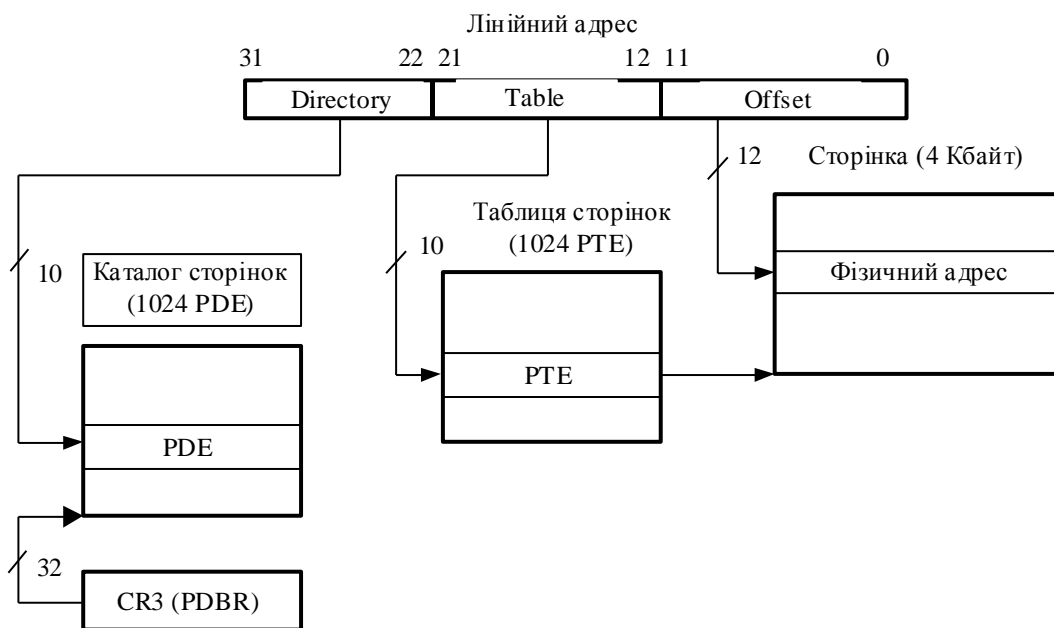 Лінійний адрес
31 22 21 12 11 0
Directory Table Offset
12 Сторінка (4 Кбайт)
Таблиця сторінок
(1024 PTE)
10
Фізичний адрес
10
Каталог сторінок
(1024 PDE)
PTE
PDE
32
CR3 (PDBR)